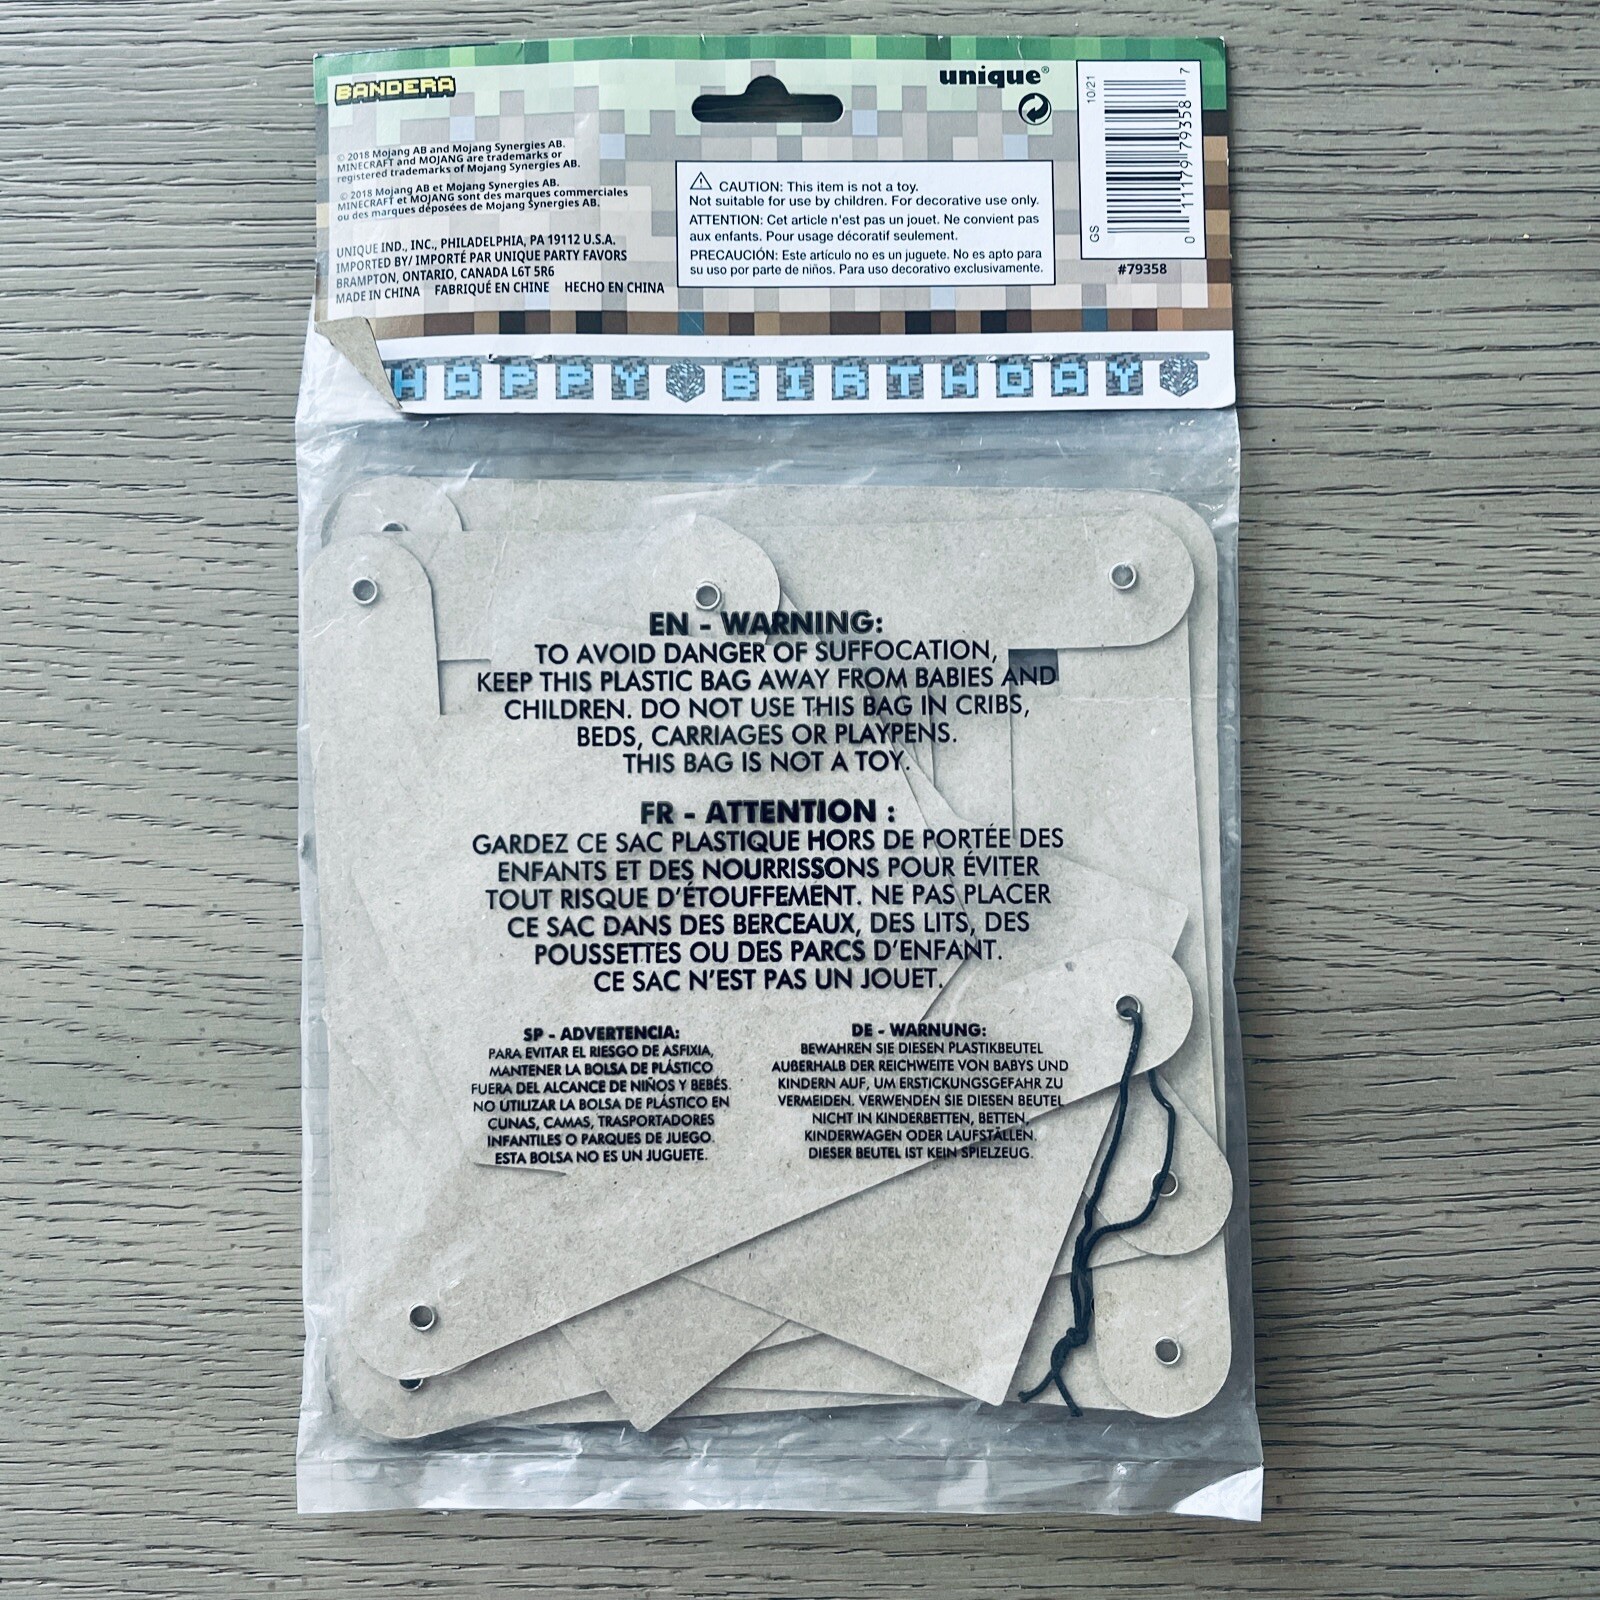 BANDERA
unique®
© 2018 Mojang AB and Mojang Synergies AB.
MINECRAFT and MOJANG are trademarks or
registered trademarks of Mojang Synergies AB.
© 2018 Mojang AB et Mojang Synergies AB.
MINECRAFT et MOJANG sont des marques commerciales
ou des marques déposées de Mojang Synergies AB.
UNIQUE IND., INC., PHILADELPHIA, PA 19112 U.S.A.
IMPORTED BY/ IMPORTÉ PAR UNIQUE PARTY FAVORS
BRAMPTON, ONTARIO, CANADA L6T 5R6
MADE IN CHINA FABRIQUÉ EN CHINE HECHO EN CHINA
CAUTION: This item is not a toy.
Not suitable for use by children. For decorative use only.
ATTENTION: Cet article n'est pas un jouet. Ne convient pas
aux enfants. Pour usage décoratif seulement.
PRECAUCIÓN: Este artículo no es un juguete. No es apto para
su uso por parte de niños. Para uso decorativo exclusivamente.
GS 10/21
0 11179 79358 7
#79358
HAPPY BIRTHDAY
EN - WARNING:
TO AVOID DANGER OF SUFFOCATION,
KEEP THIS PLASTIC BAG AWAY FROM BABIES AND
CHILDREN. DO NOT USE THIS BAG IN CRIBS,
BEDS, CARRIAGES OR PLAYPENS.
THIS BAG IS NOT A TOY.
FR - ATTENTION :
GARDEZ CE SAC PLASTIQUE HORS DE PORTÉE DES
ENFANTS ET DES NOURRISSONS POUR ÉVITER
TOUT RISQUE D'ÉTOUFFEMENT. NE PAS PLACER
CE SAC DANS DES BERCEAUX, DES LITS, DES
POUSSETTES OU DES PARCS D'ENFANT.
CE SAC N'EST PAS UN JOUET.
SP - ADVERTENCIA:
PARA EVITAR EL RIESGO DE ASFIXIA,
MANTENER LA BOLSA DE PLÁSTICO
FUERA DEL ALCANCE DE NIÑOS Y BEBÉS.
NO UTILIZAR LA BOLSA DE PLÁSTICO EN
CUNAS, CAMAS, TRASPORTADORES
INFANTILES O PARQUES DE JUEGO.
ESTA BOLSA NO ES UN JUGUETE.
DE - WARNUNG:
BEWAHREN SIE DIESEN PLASTIKBEUTEL
AUßERHALB DER REICHWEITE VON BABYS UND
KINDERN AUF, UM ERSTICKUNGSGEFAHR ZU
VERMEIDEN. VERWENDEN SIE DIESEN BEUTEL
NICHT IN KINDERBETTEN, BETTEN,
KINDERWAGEN ODER LAUFSTÄLLEN.
DIESER BEUTEL IST KEIN SPIELZEUG.